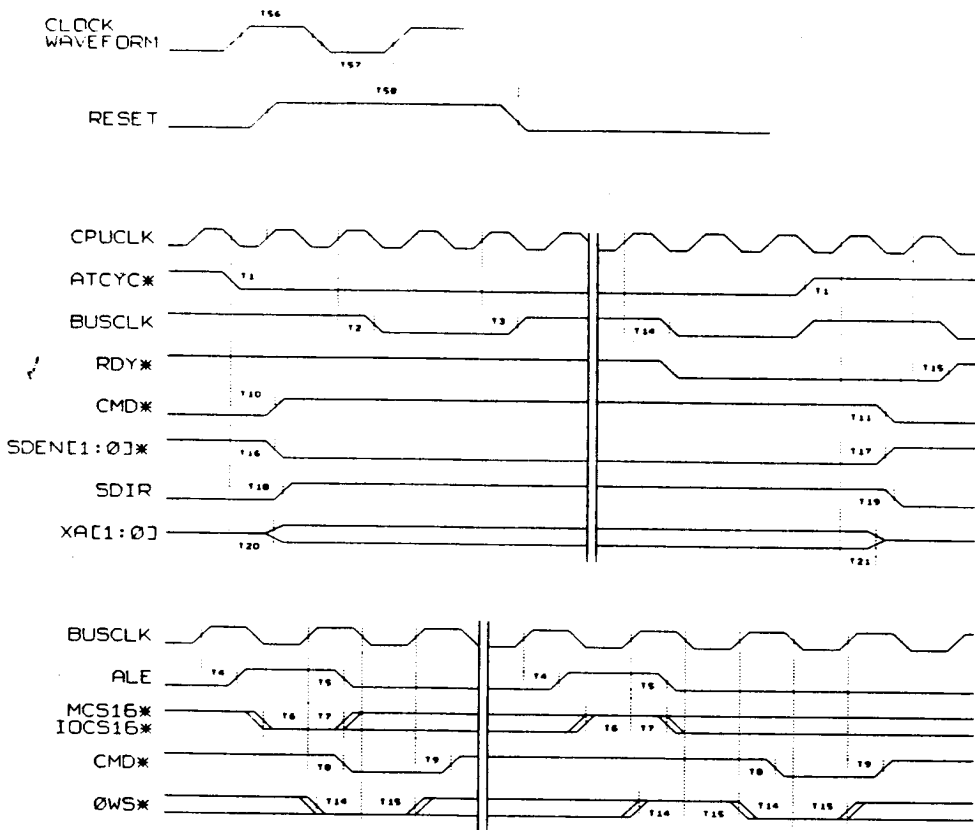 T56
CLOCK
WAVEFORM
T57
T58
RESET
CPUCLK
ATCYC* T1 T1
BUSCLK T2 T3 T14
RDY* T15
CMD* T10 T11
SDEN[1:0]* T16 T17
SDIR T18 T19
XA[1:0] T20 T21
BUSCLK
ALE T4 T5 T4 T5
MCS16* T6 T7 T6 T7
IOCS16*
CMD* T8 T9 T8 T9
0WS* T14 T15 T14 T15 T14 T15